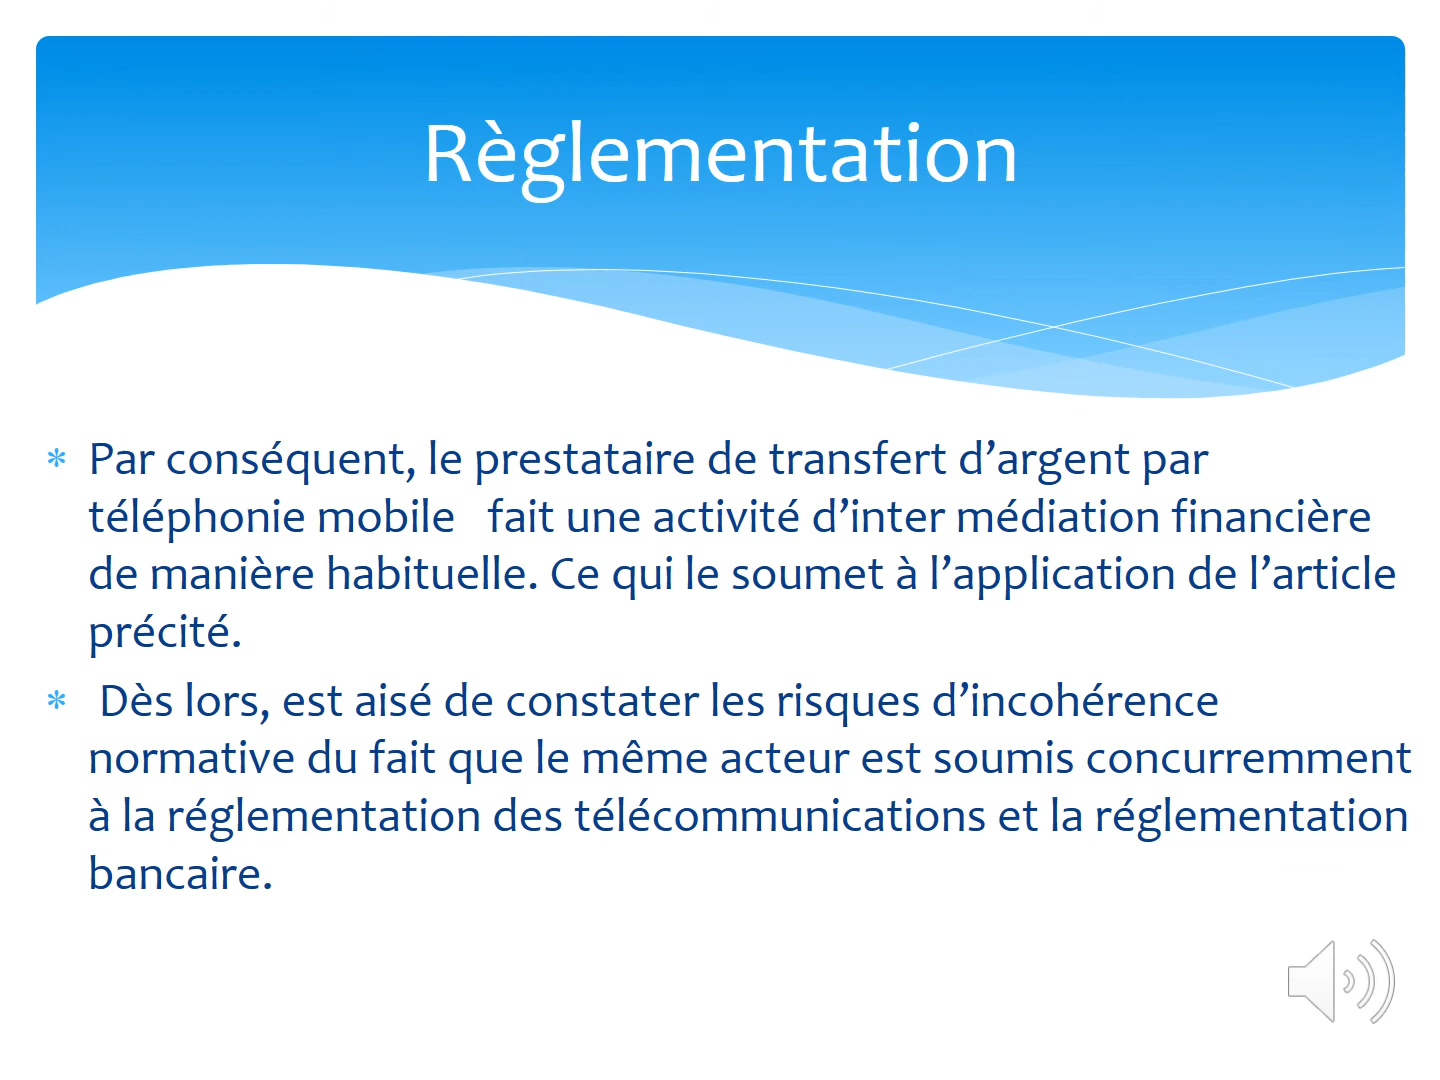 Règlementation
* Par conséquent, le prestataire de transfert d’argent par
téléphonie mobile   fait une activité d’inter médiation financière
de manière habituelle. Ce qui le soumet à l’application de l’article
précité.
* Dès lors, est aisé de constater les risques d’incohérence
normative du fait que le même acteur est soumis concurremment
à la réglementation des télécommunications et la réglementation
bancaire.